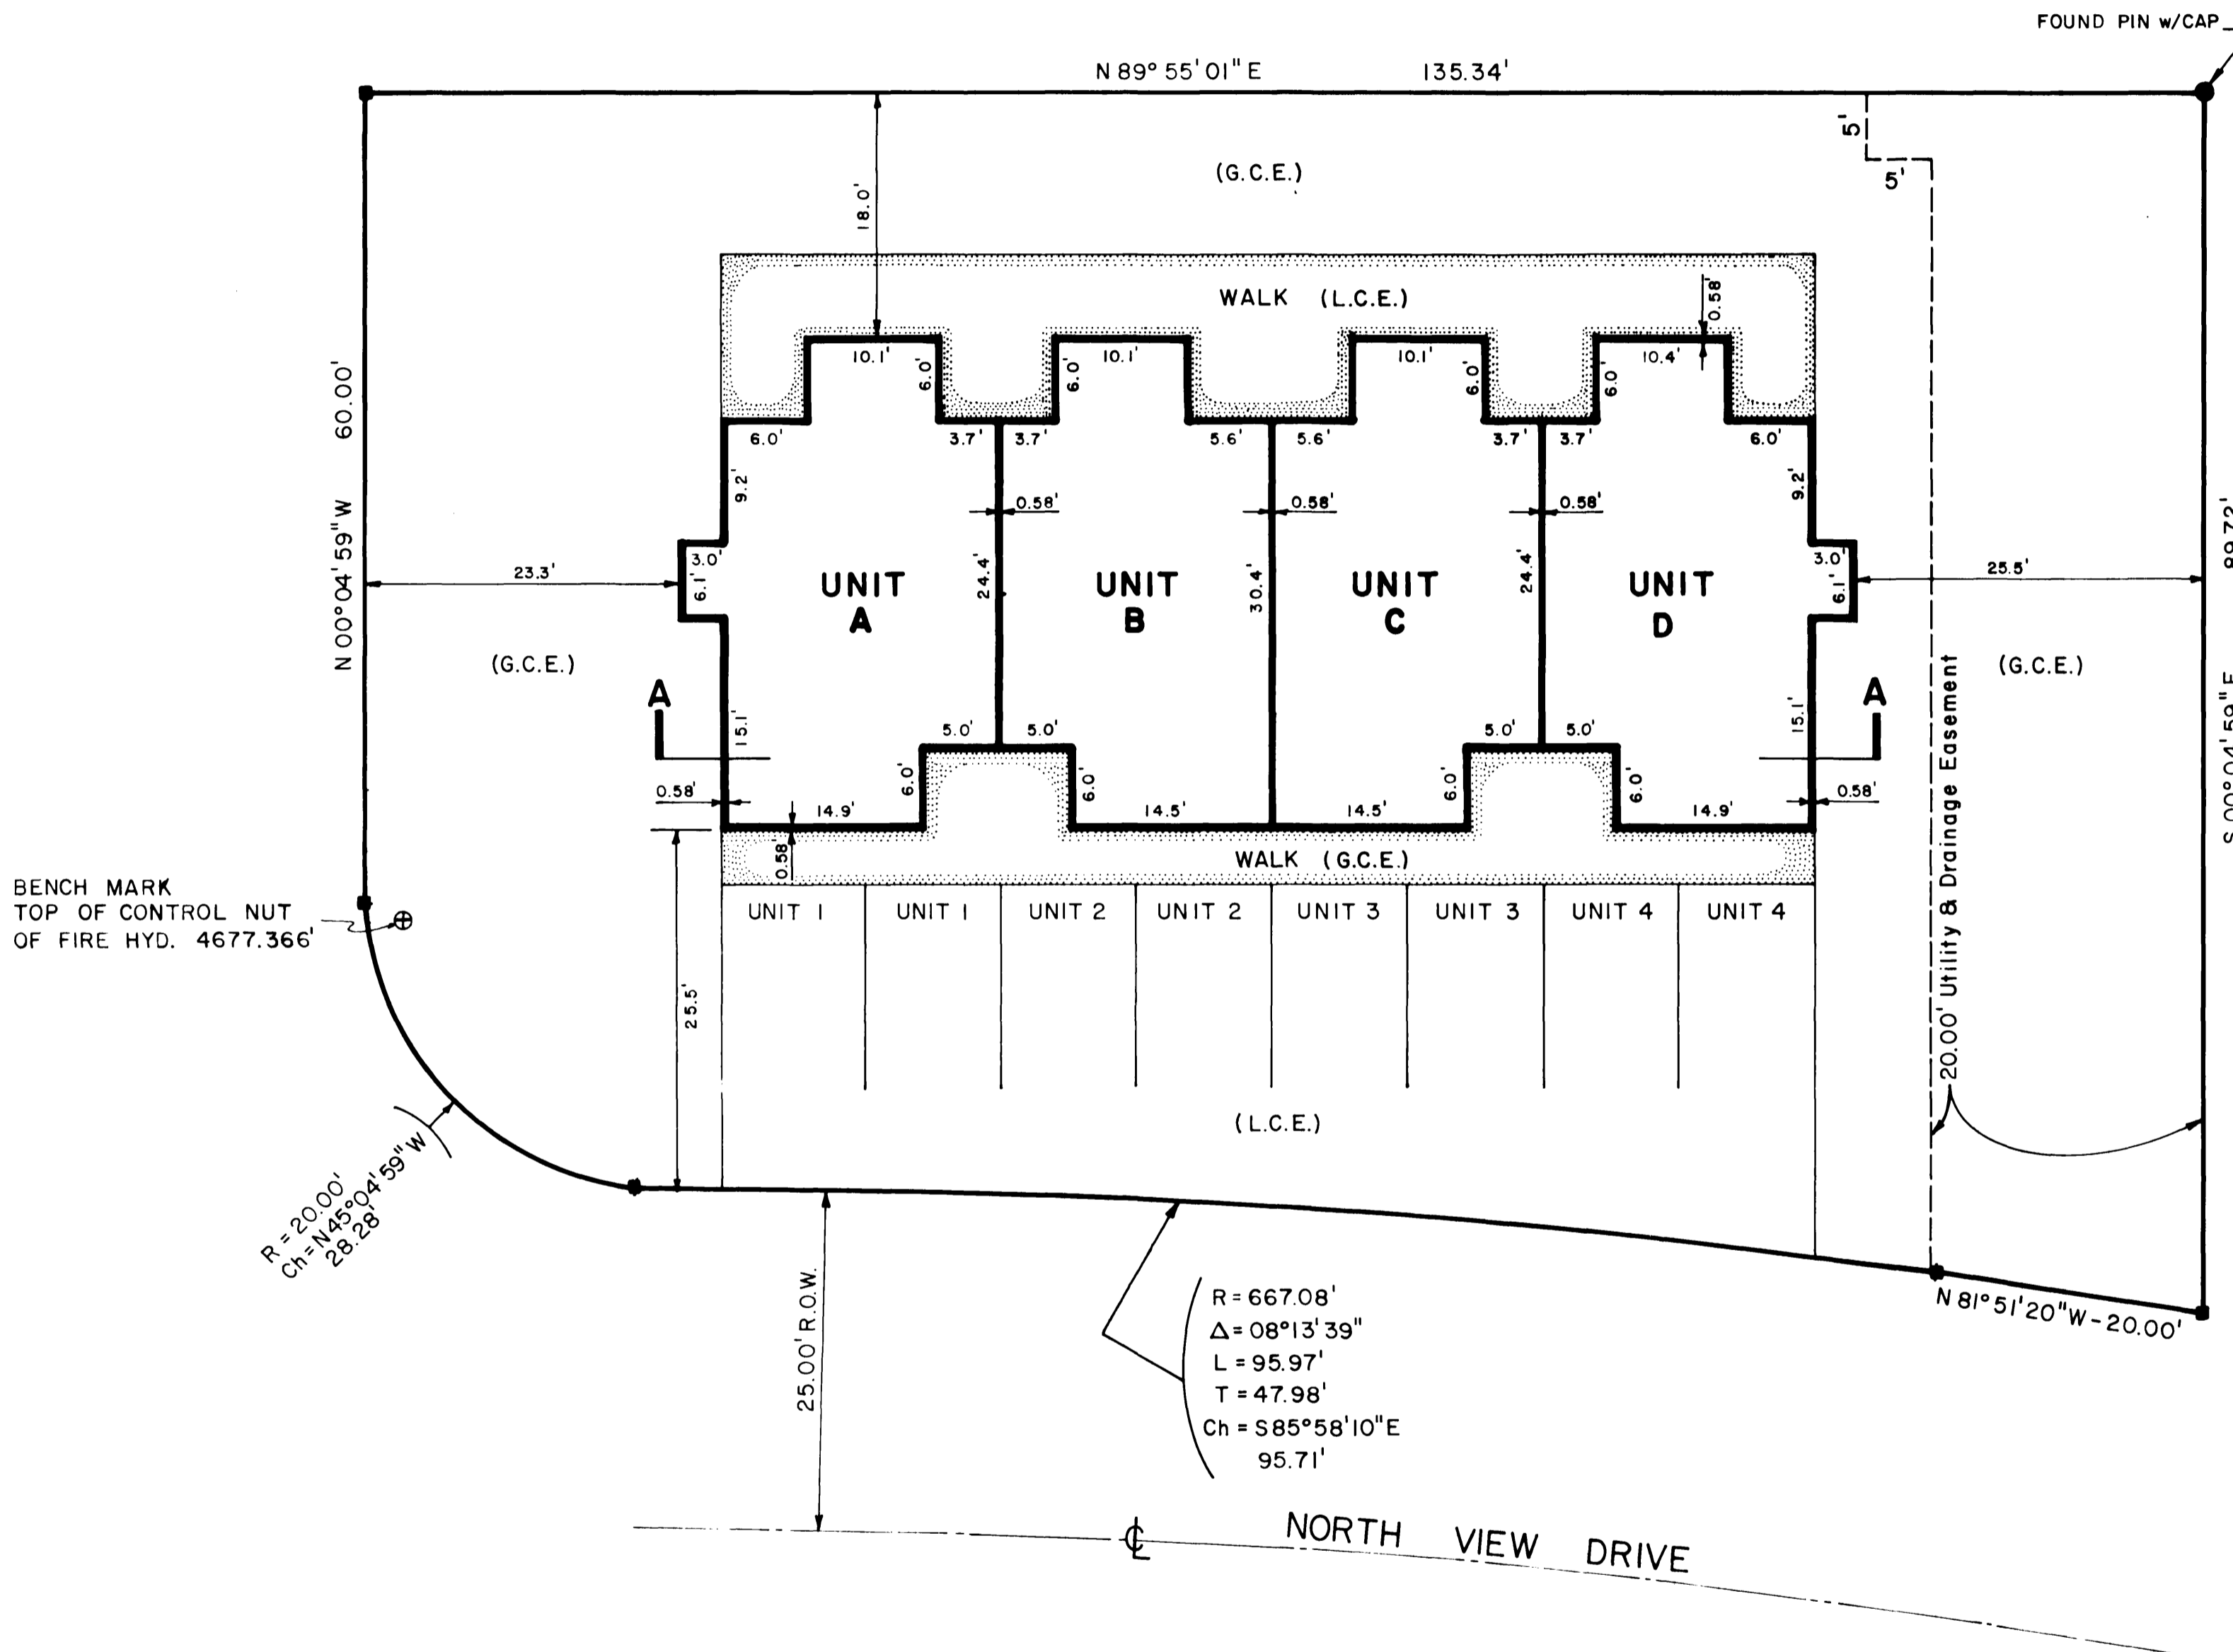 FOUND PIN w/CAP
N 89° 55' 01" E 135.34'
5'
5'
(G.C.E.)
18.0'
WALK (L.C.E.)
0.58'
10.1' 10.1' 10.1' 10.4'
6.0' 6.0' 6.0' 6.0'
6.0' 3.7' 3.7' 5.6' 5.6' 3.7' 3.7' 6.0'
9.2' 9.2'
0.58' 0.58' 0.58'
N 00° 04' 59" W 60.00'
23.3'
3.0' 3.0'
6.1' 6.1'
24.4' 30.4' 24.4'
25.5'
UNIT
A
UNIT
B
UNIT
C
UNIT
D
89.72'
S 00° 04' 59" E
(G.C.E.)
(G.C.E.)
A A
15.1' 15.1'
5.0' 5.0' 5.0' 5.0'
6.0' 6.0' 6.0' 6.0'
0.58' 0.58'
14.9' 14.5' 14.5' 14.9'
0.58'
WALK (G.C.E.)
20.00' Utility & Drainage Easement
BENCH MARK
TOP OF CONTROL NUT
OF FIRE HYD. 4677.366'
UNIT 1 UNIT 1 UNIT 2 UNIT 2 UNIT 3 UNIT 3 UNIT 4 UNIT 4
25.5'
(L.C.E.)
R = 20.00'
Ch = N45°04'59" W
28.28'
25.00' R.O.W.
R = 667.08'
Δ = 08°13'39"
L = 95.97'
T = 47.98'
Ch = S85°58'10"E
95.71'
N 81°51'20"W - 20.00'
℄ NORTH VIEW DRIVE